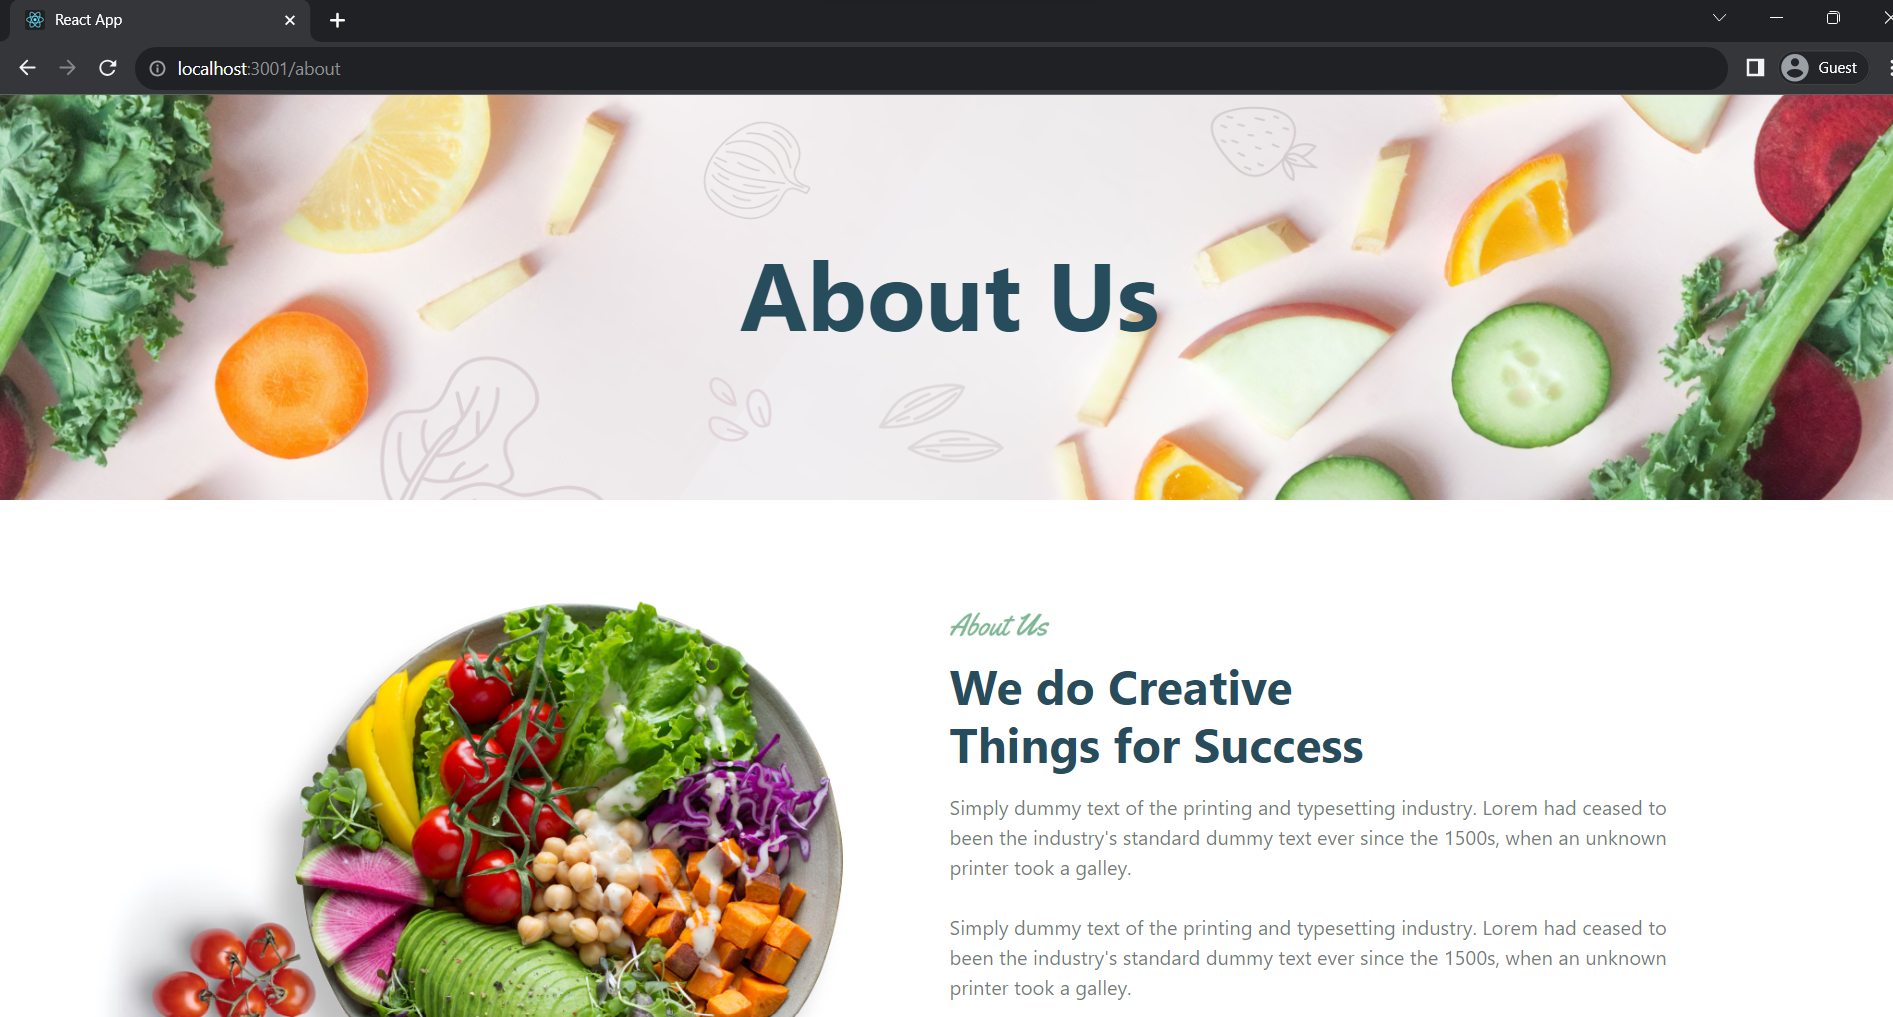 React App
localhost:3001/about
Guest
About Us
About Us
We do Creative
Things for Success
Simply dummy text of the printing and typesetting industry. Lorem had ceased to
been the industry's standard dummy text ever since the 1500s, when an unknown
printer took a galley.
Simply dummy text of the printing and typesetting industry. Lorem had ceased to
been the industry's standard dummy text ever since the 1500s, when an unknown
printer took a galley.